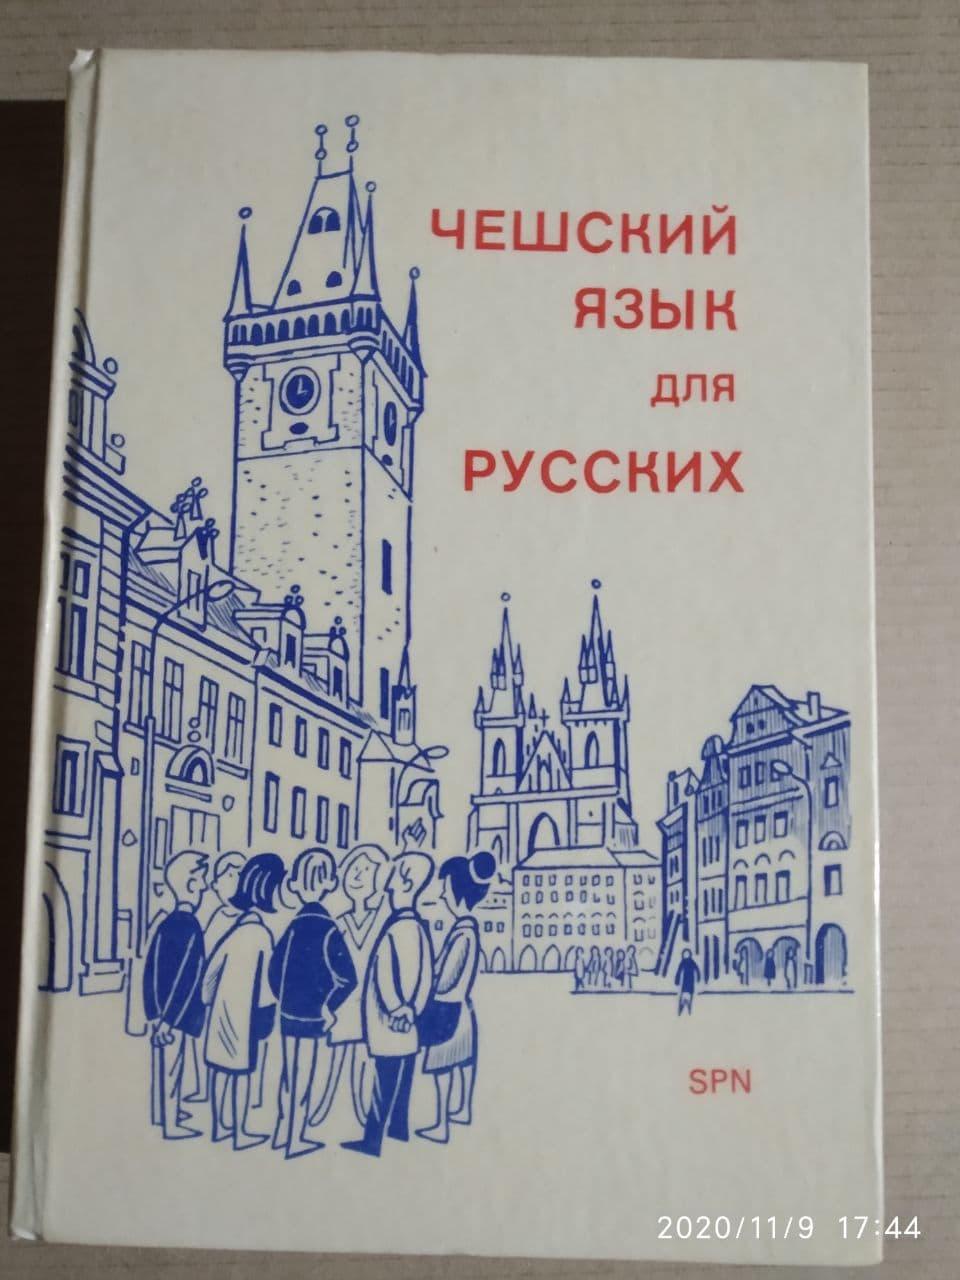 ЧЕШСКИЙ
ЯЗЫК
ДЛЯ
РУССКИХ
SPN
2020/11/9 17:44